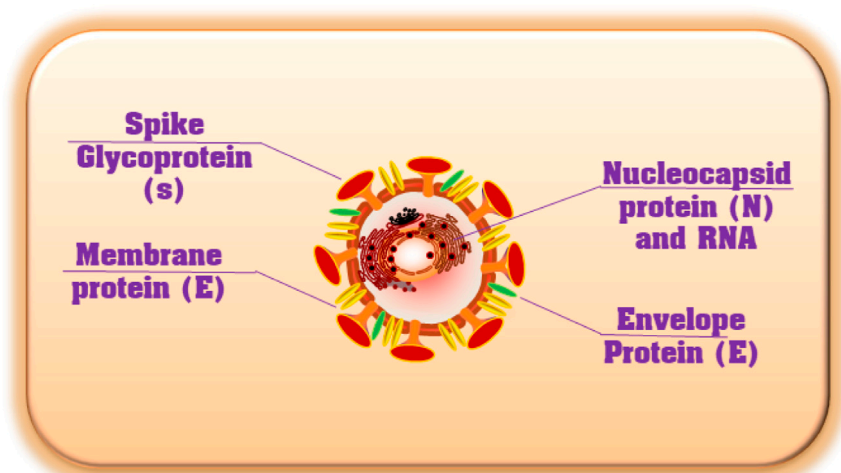 Spike
Glycoprotein
(s)
Membrane
protein (E)
Nucleocapsid
protein (N)
and RNA
Envelope
Protein (E)